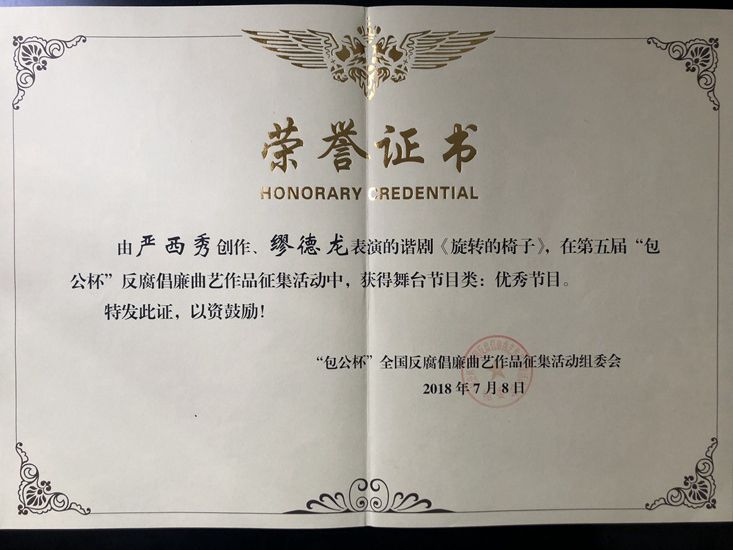 荣誉证书
HONORARY CREDENTIAL
由严西秀创作、缪德龙表演的谐剧《旋转的椅子》，在第五届“包
公杯”反腐倡廉曲艺作品征集活动中，获得舞台节目类：优秀节目。
特发此证，以资鼓励！
“包公杯”全国反腐倡廉曲艺作品征集活动组委会
2018年7月8日